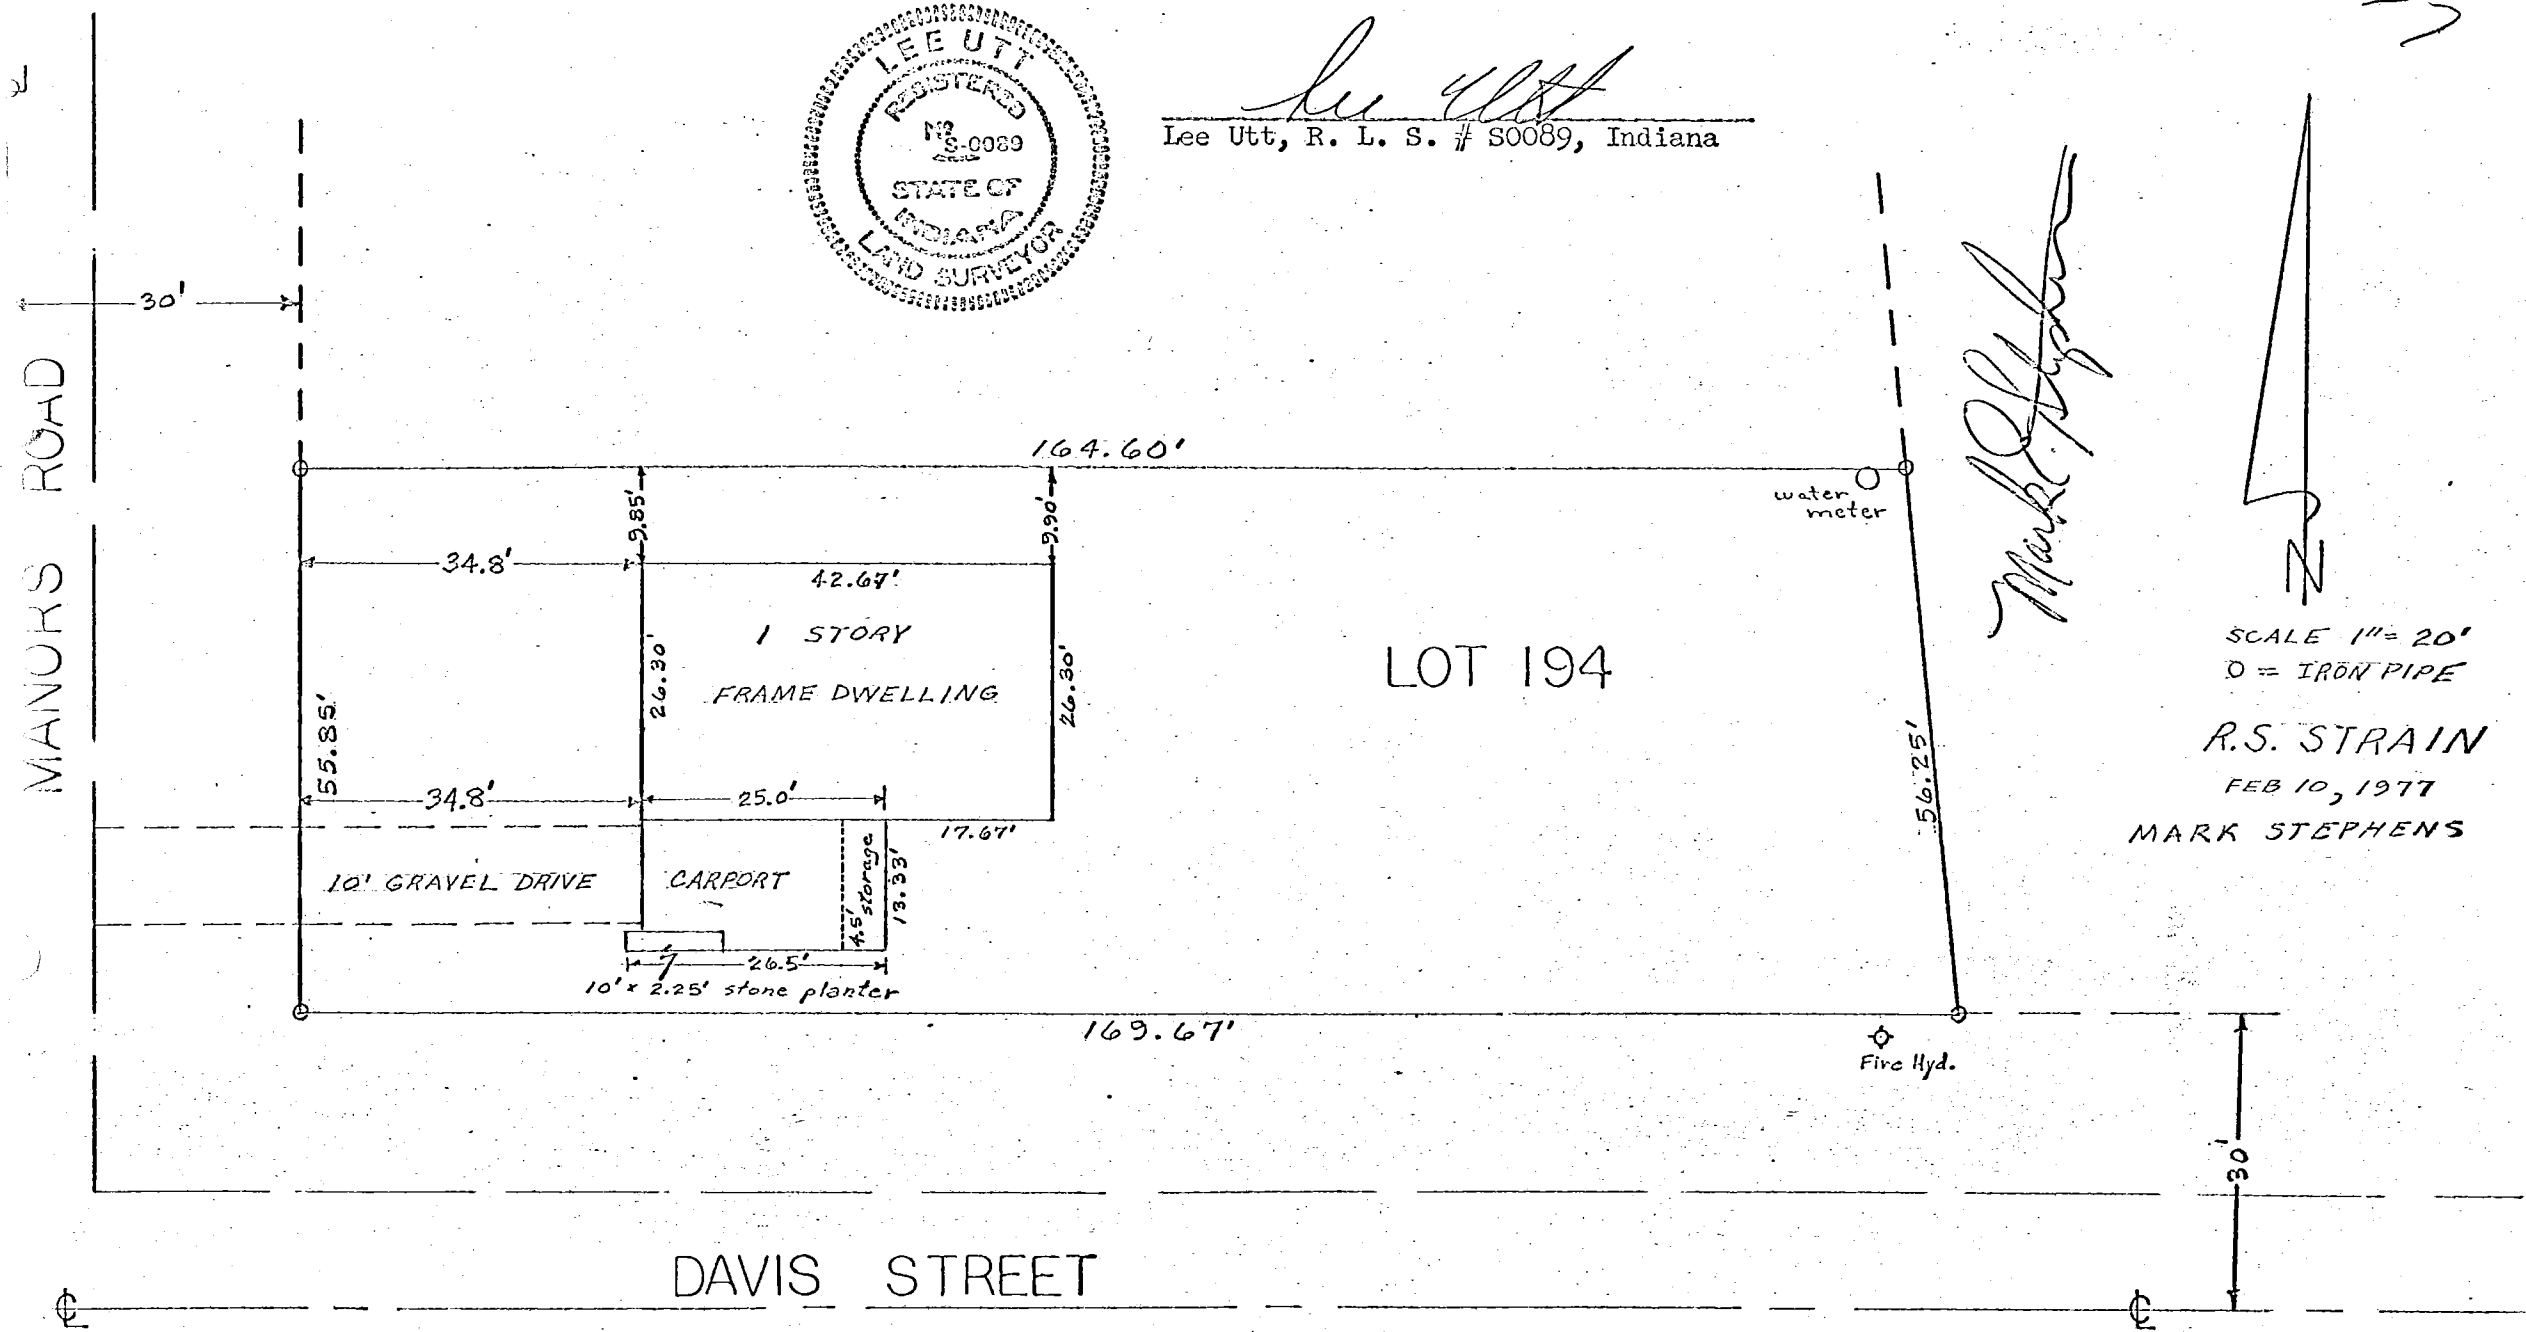 LEE UTT
REGISTERED
No
S-0089
STATE OF
INDIANA
LAND SURVEYOR
Lee Utt
Lee Utt, R. L. S. # S0089, Indiana
30'
MANORS ROAD
164.60'
water
meter
9.85'
9.90'
34.8'
42.67'
1 STORY
FRAME DWELLING
26.30'
26.30'
LOT 194
55.85'
56.25'
34.8'
25.0'
17.67'
10' GRAVEL DRIVE
CARPORT
4.5' storage
13.33'
26.5'
10' x 2.25' stone planter
169.67'
Fire Hyd.
N
SCALE 1" = 20'
O = IRON PIPE
R.S. STRAIN
FEB 10, 1977
MARK STEPHENS
30'
DAVIS STREET
℄
℄